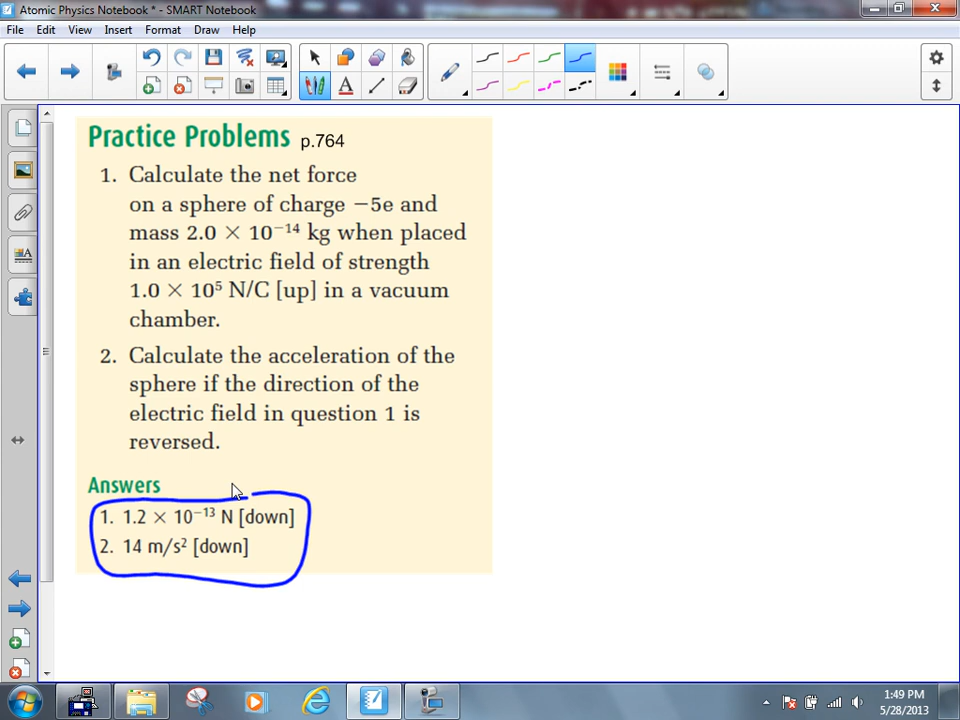 Atomic Physics Notebook * - SMART Notebook
File Edit View Insert Format Draw Help
Practice Problems p.764
1. Calculate the net force
on a sphere of charge −5e and
mass 2.0 × 10⁻¹⁴ kg when placed
in an electric field of strength
1.0 × 10⁵ N/C [up] in a vacuum
chamber.
2. Calculate the acceleration of the
sphere if the direction of the
electric field in question 1 is
reversed.
Answers
1. 1.2 × 10⁻¹³ N [down]
2. 14 m/s² [down]
1:49 PM
5/28/2013